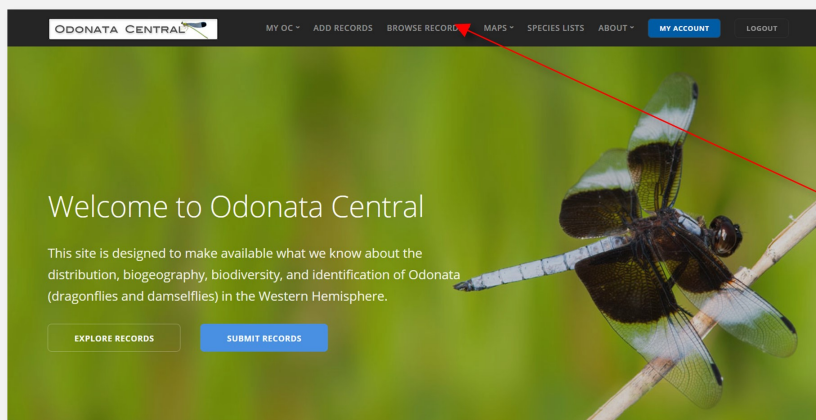 ODONATA CENTRAL
MY OC ADD RECORDS BROWSE RECORD MAPS SPECIES LISTS ABOUT MY ACCOUNT LOGOUT
Welcome to Odonata Central
This site is designed to make available what we know about the
distribution, biogeography, biodiversity, and identification of Odonata
(dragonflies and damselflies) in the Western Hemisphere.
EXPLORE RECORDS SUBMIT RECORDS